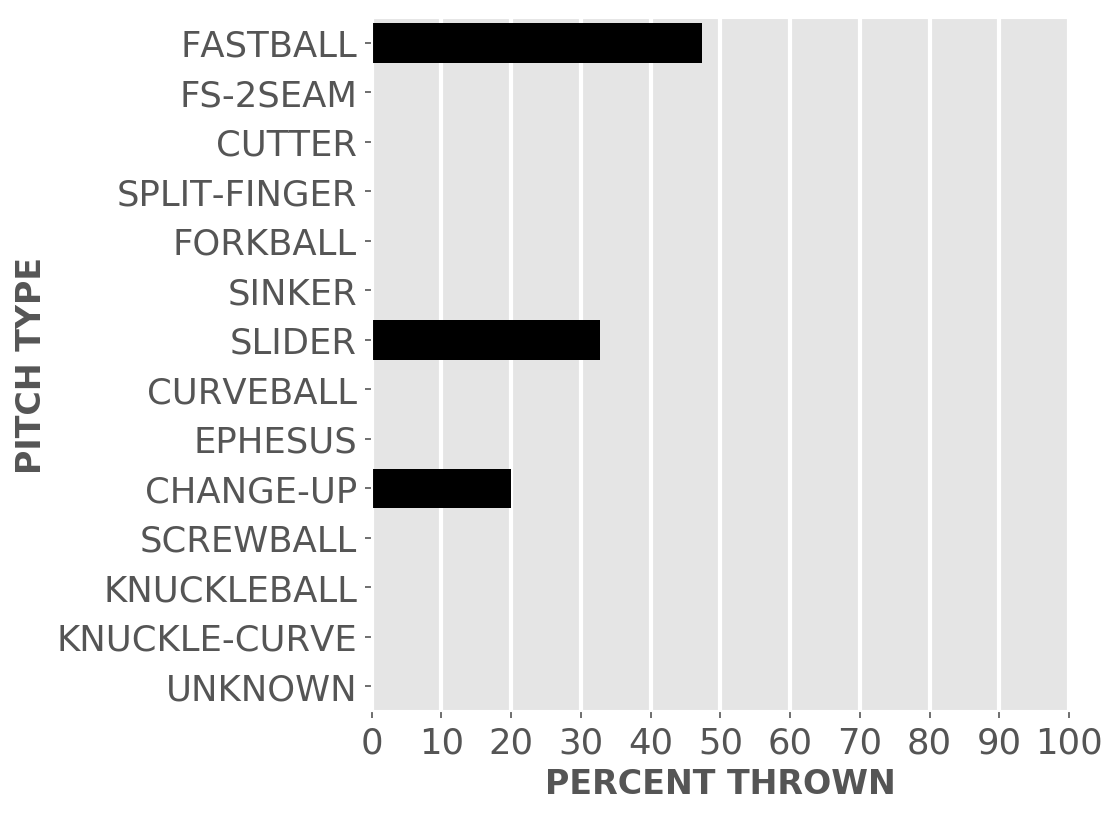 FASTBALL
FS-2SEAM
CUTTER
SPLIT-FINGER
FORKBALL
SINKER
SLIDER
CURVEBALL
EPHESUS
CHANGE-UP
SCREWBALL
KNUCKLEBALL
KNUCKLE-CURVE
UNKNOWN
PITCH TYPE
0 10 20 30 40 50 60 70 80 90 100
PERCENT THROWN